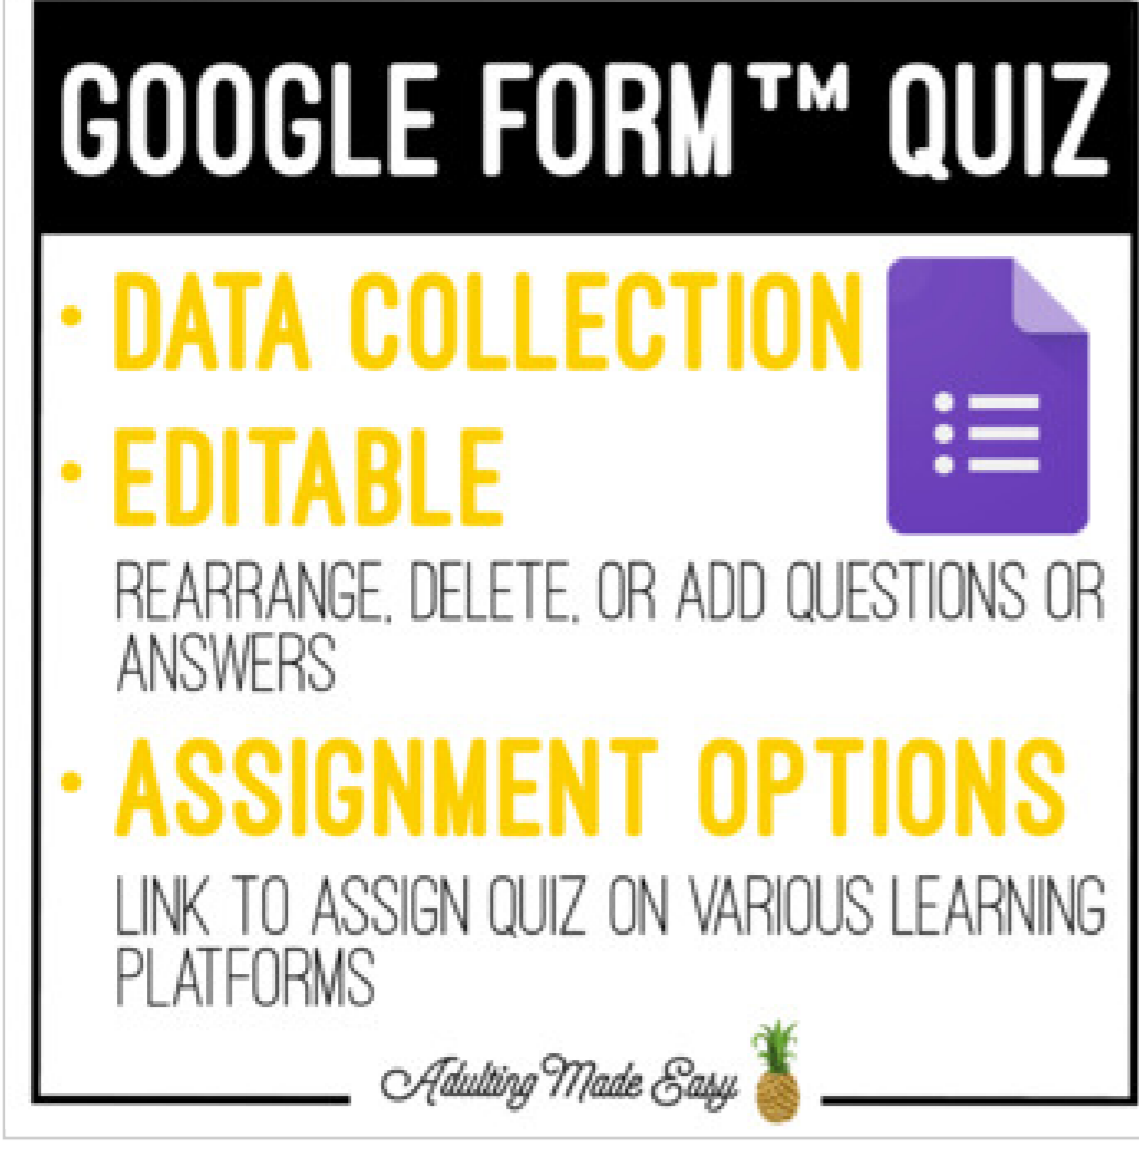 GOOGLE FORM™ QUIZ
• DATA COLLECTION
• EDITABLE
REARRANGE, DELETE, OR ADD QUESTIONS OR
ANSWERS
• ASSIGNMENT OPTIONS
LINK TO ASSIGN QUIZ ON VARIOUS LEARNING
PLATFORMS
Adulting Made Easy